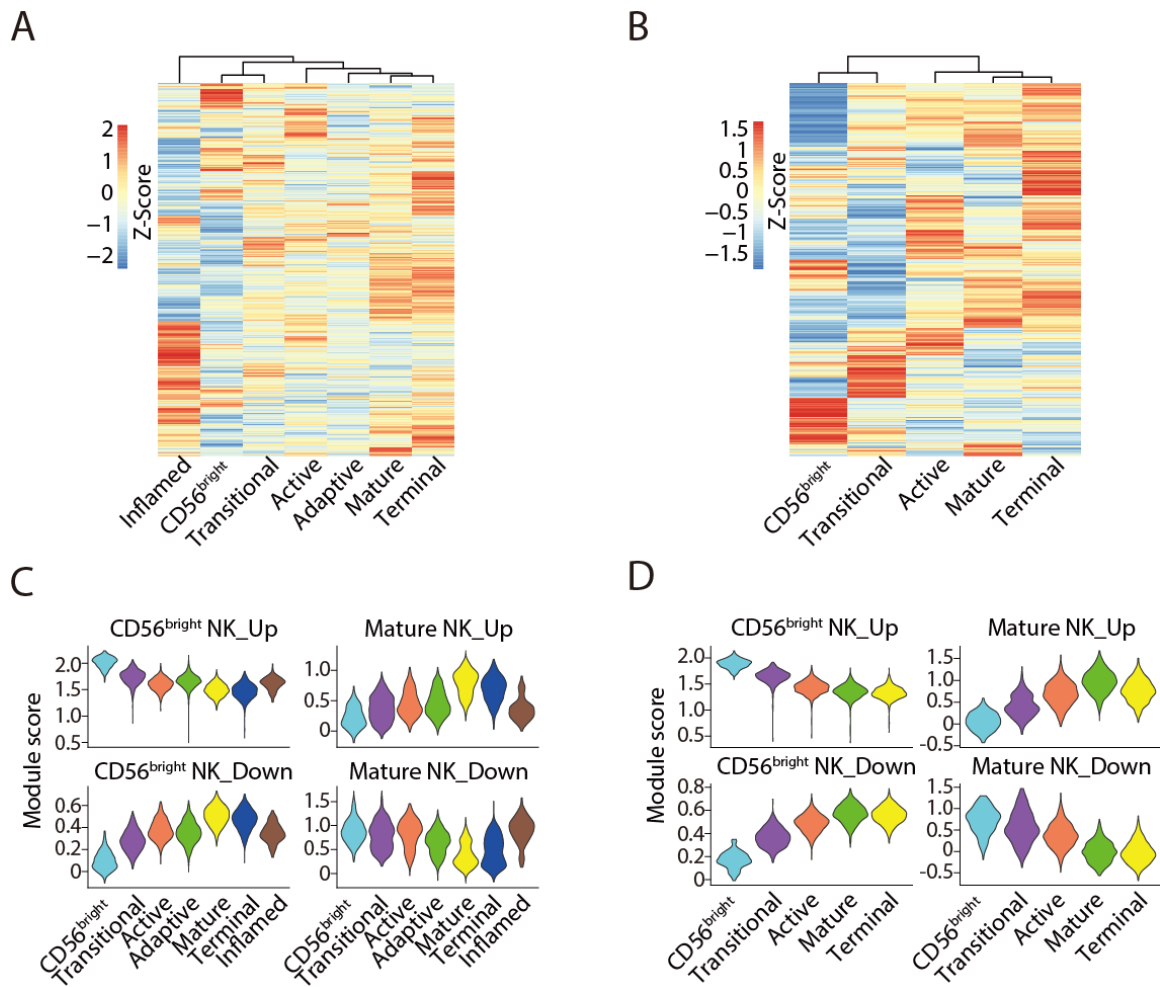 A
B
2
1
0
−1
−2
Z-Score
Inflamed
CD56bright
Transitional
Active
Adaptive
Mature
Terminal
1.5
1
0.5
0
−0.5
−1
−1.5
Z-Score
CD56bright
Transitional
Active
Mature
Terminal
C
D
Module score
CD56bright NK_Up
2.0
1.5
1.0
0.5
Mature NK_Up
1.0
0.5
0
CD56bright NK_Down
0.6
0.4
0.2
0
Mature NK_Down
1.5
1.0
0.5
0
CD56bright
Transitional
Active
Adaptive
Mature
Terminal
Inflamed
CD56bright
Transitional
Active
Adaptive
Mature
Terminal
Inflamed
CD56bright NK_Up
2.0
1.5
1.0
0.5
Mature NK_Up
1.5
1.0
0.5
0
-0.5
CD56bright NK_Down
0.8
0.6
0.4
0.2
0
Mature NK_Down
1.5
1.0
0.5
0
-0.5
CD56bright
Transitional
Active
Mature
Terminal
CD56bright
Transitional
Active
Mature
Terminal